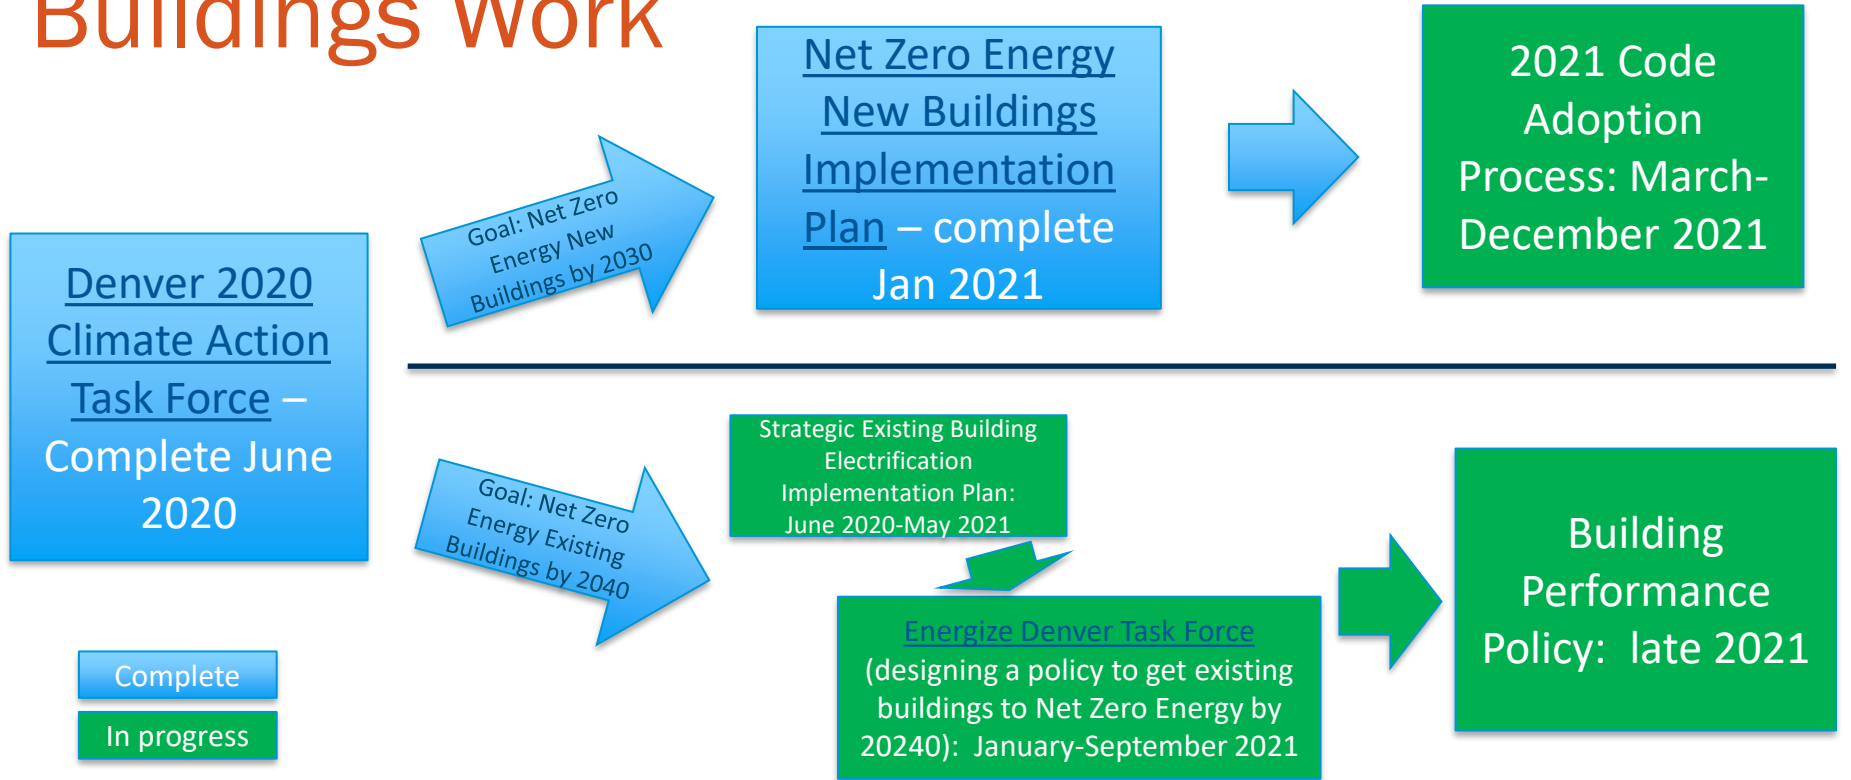 Buildings Work
Denver 2020
Climate Action
Task Force –
Complete June
2020
Goal: Net Zero
Energy New
Buildings by 2030
Net Zero Energy
New Buildings
Implementation
Plan – complete
Jan 2021
2021 Code
Adoption
Process: March-
December 2021
Goal: Net Zero
Energy Existing
Buildings by 2040
Strategic Existing Building
Electrification
Implementation Plan:
June 2020-May 2021
Energize Denver Task Force
(designing a policy to get existing
buildings to Net Zero Energy by
20240): January-September 2021
Building
Performance
Policy: late 2021
Complete
In progress